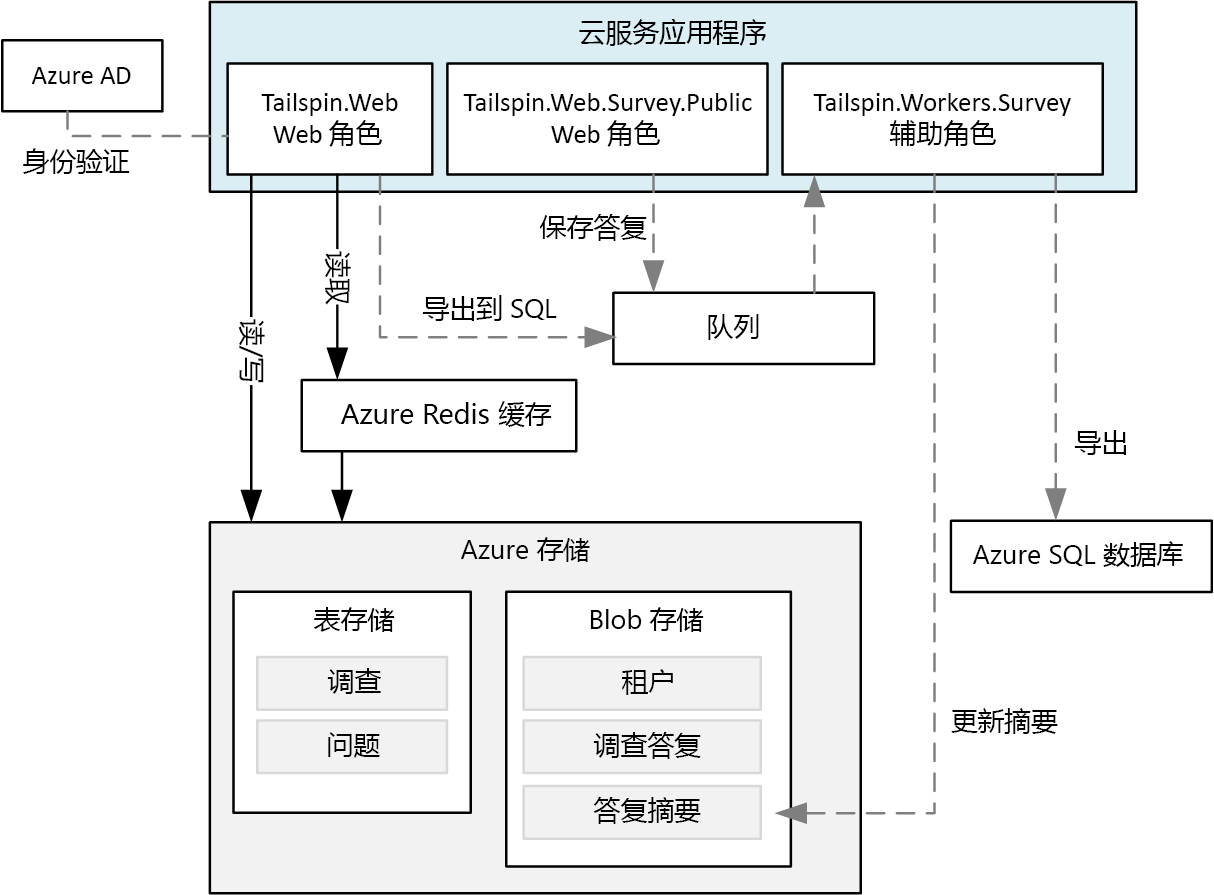 云服务应用程序
Azure AD
Tailspin.Web
Web 角色
Tailspin.Web.Survey.Public
Web 角色
Tailspin.Workers.Survey
辅助角色
身份验证
保存答复
读取
导出到 SQL
队列
读/写
Azure Redis 缓存
导出
Azure 存储
Azure SQL 数据库
表存储
调查
问题
Blob 存储
租户
调查答复
答复摘要
更新摘要